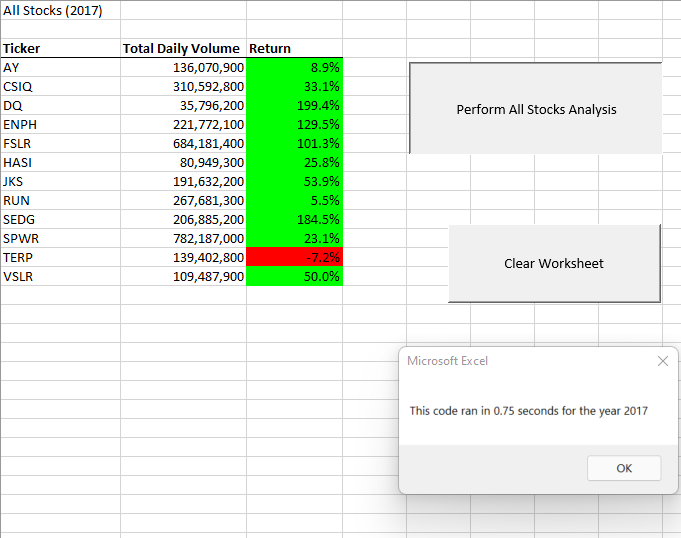 All Stocks (2017)
Ticker Total Daily Volume Return
AY 136,070,900 8.9%
CSIQ 310,592,800 33.1%
DQ 35,796,200 199.4%
ENPH 221,772,100 129.5%
FSLR 684,181,400 101.3%
HASI 80,949,300 25.8%
JKS 191,632,200 53.9%
RUN 267,681,300 5.5%
SEDG 206,885,200 184.5%
SPWR 782,187,000 23.1%
TERP 139,402,800 -7.2%
VSLR 109,487,900 50.0%
Perform All Stocks Analysis
Clear Worksheet
Microsoft Excel
This code ran in 0.75 seconds for the year 2017
OK